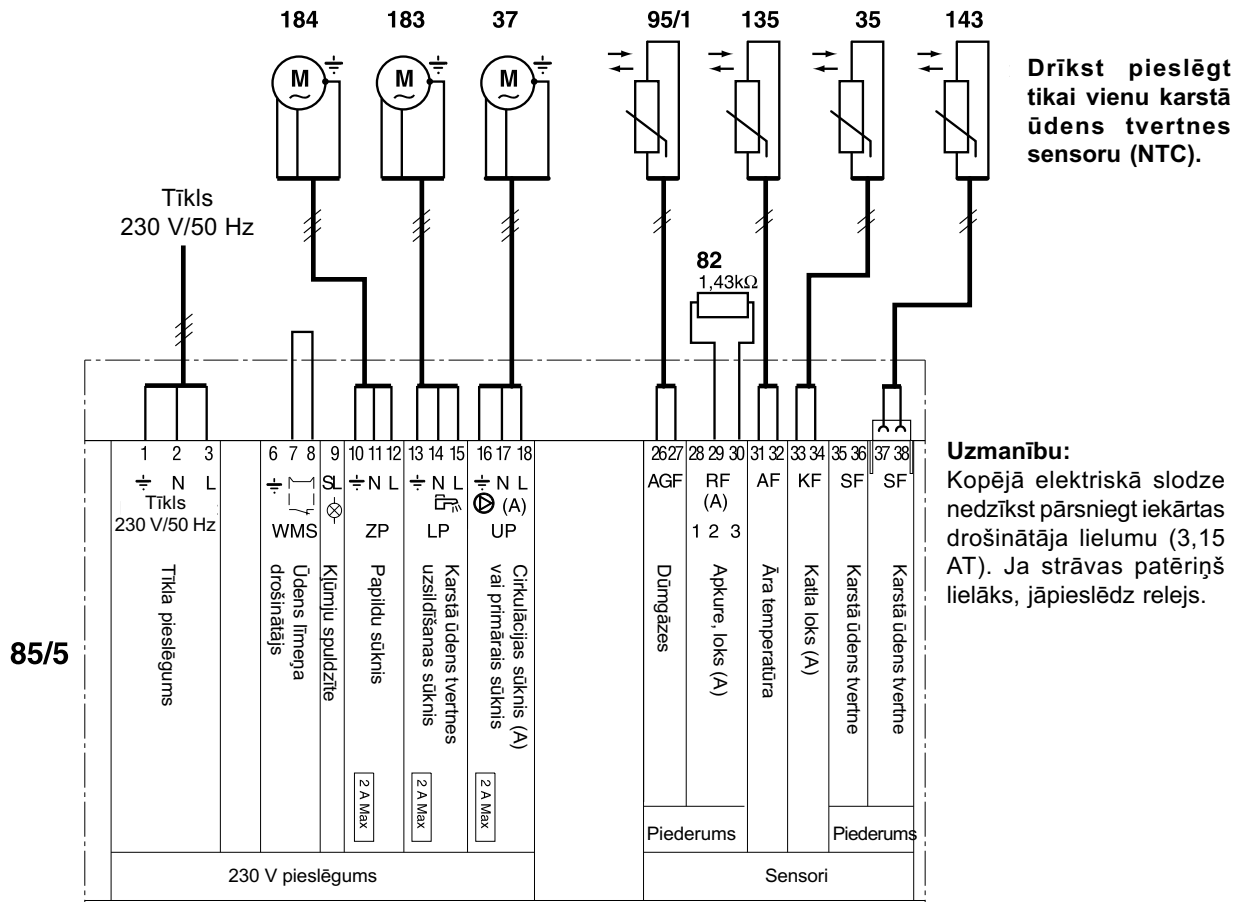 184 183 37 95/1 135 35 143
Drīkst pieslēgt
tikai vienu karstā
ūdens tvertnes
sensoru (NTC).
M M M
~ ~ ~
Tīkls
230 V/50 Hz
82
1,43kΩ
1 2 3 6 7 8 9 10 11 12 13 14 15 16 17 18 26 27 28 29 30 31 32 33 34 35 36 37 38
N L SL N L N L N L AGF RF AF KF SF SF
Tīkls
230 V/50 Hz
(A) (A)
WMS ZP LP UP 1 2 3
Tīkla pieslēgums
Ūdens līmeņa
drošinātājs
Kļūmju spuldzīte
Papildu sūknis
Karstā ūdens tvertnes
uzsildīšanas sūknis
Cirkulācijas sūknis (A)
vai primārais sūknis
Dūmgāzes
Apkure, loks (A)
Āra temperatūra
Katla loks (A)
Karstā ūdens tvertne
Karstā ūdens tvertne
2 A Max
2 A Max
2 A Max
Piederums Piederums
230 V pieslēgums Sensori
85/5
Uzmanību:
Kopējā elektriskā slodze
nedzīkst pārsniegt iekārtas
drošinātāja lielumu (3,15
AT). Ja strāvas patēriņš
lielāks, jāpieslēdz relejs.